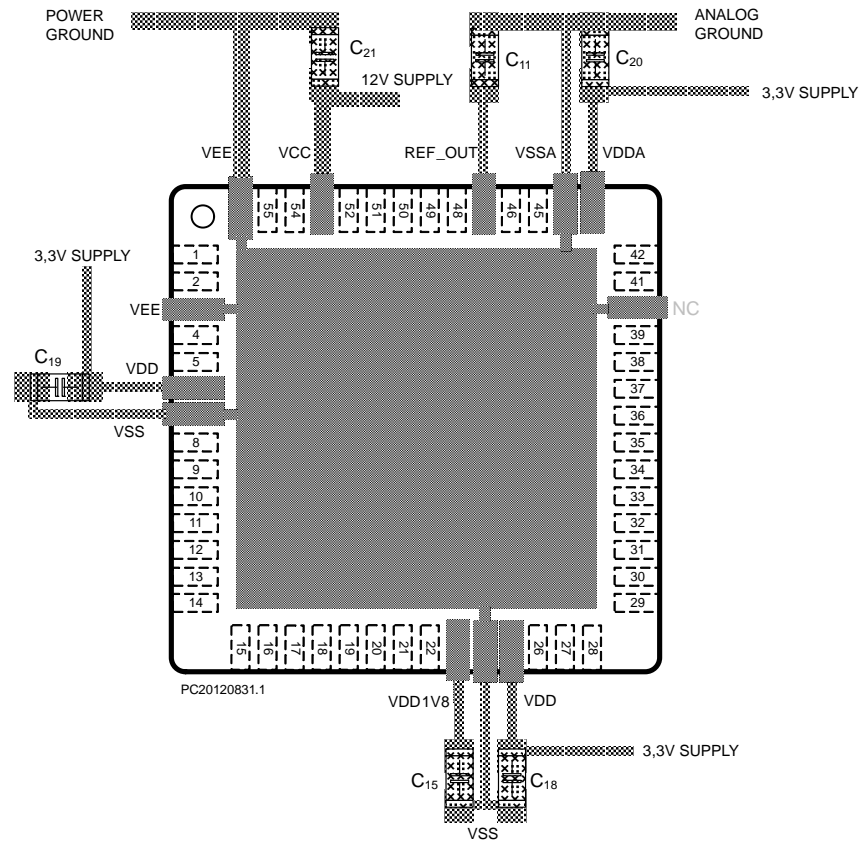 POWER
GROUND
ANALOG
GROUND
C21
C11
C20
12V SUPPLY
3,3V SUPPLY
VEE
VCC
REF_OUT
VSSA
VDDA
55
54
52
51
50
49
48
46
45
3,3V SUPPLY
1
2
VEE
4
5
C19
VDD
VSS
8
9
10
11
12
13
14
42
41
NC
39
38
37
36
35
34
33
32
31
30
29
15
16
17
18
19
20
21
22
26
27
28
PC20120831.1
VDD1V8
VDD
3,3V SUPPLY
C15
C18
VSS